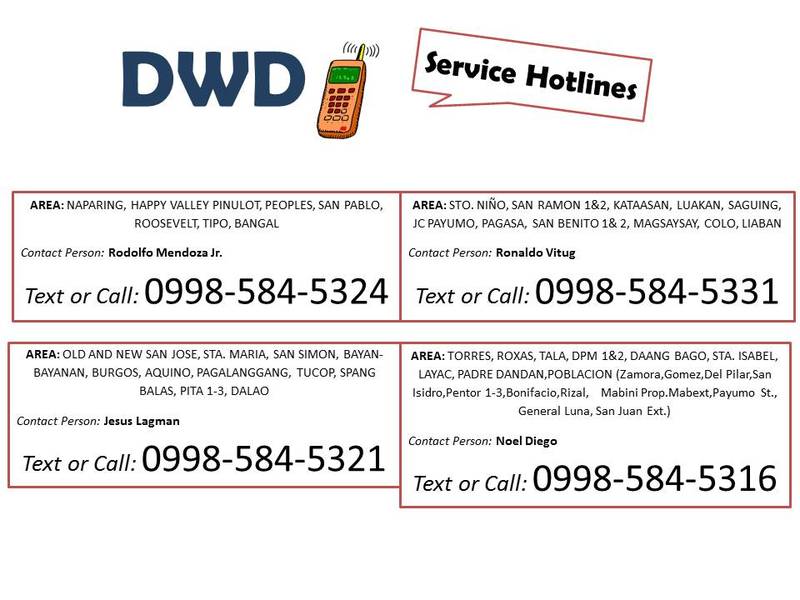 DWD
Service Hotlines
AREA: NAPARING, HAPPY VALLEY PINULOT, PEOPLES, SAN PABLO,
ROOSEVELT, TIPO, BANGAL
Contact Person: Rodolfo Mendoza Jr.
Text or Call: 0998-584-5324
AREA: STO. NIÑO, SAN RAMON 1&2, KATAASAN, LUAKAN, SAGUING,
JC PAYUMO, PAGASA, SAN BENITO 1& 2, MAGSAYSAY, COLO, LIABAN
Contact Person: Ronaldo Vitug
Text or Call: 0998-584-5331
AREA: OLD AND NEW SAN JOSE, STA. MARIA, SAN SIMON, BAYAN-
BAYANAN, BURGOS, AQUINO, PAGALANGGANG, TUCOP, SPANG
BALAS, PITA 1-3, DALAO
Contact Person: Jesus Lagman
Text or Call: 0998-584-5321
AREA: TORRES, ROXAS, TALA, DPM 1&2, DAANG BAGO, STA. ISABEL,
LAYAC, PADRE DANDAN,POBLACION (Zamora,Gomez,Del Pilar,San
Isidro,Pentor 1-3,Bonifacio,Rizal, Mabini Prop.Mabext,Payumo St.,
General Luna, San Juan Ext.)
Contact Person: Noel Diego
Text or Call: 0998-584-5316